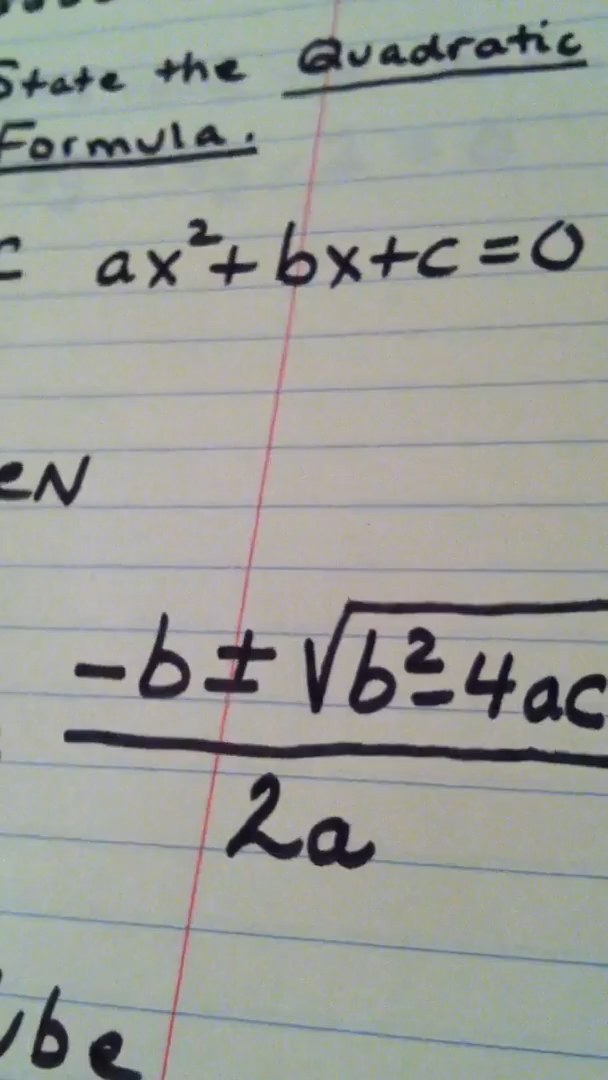 State the Quadratic
Formula.
ax²+bx+c=0
eN
-b±√b²-4ac
2a
be